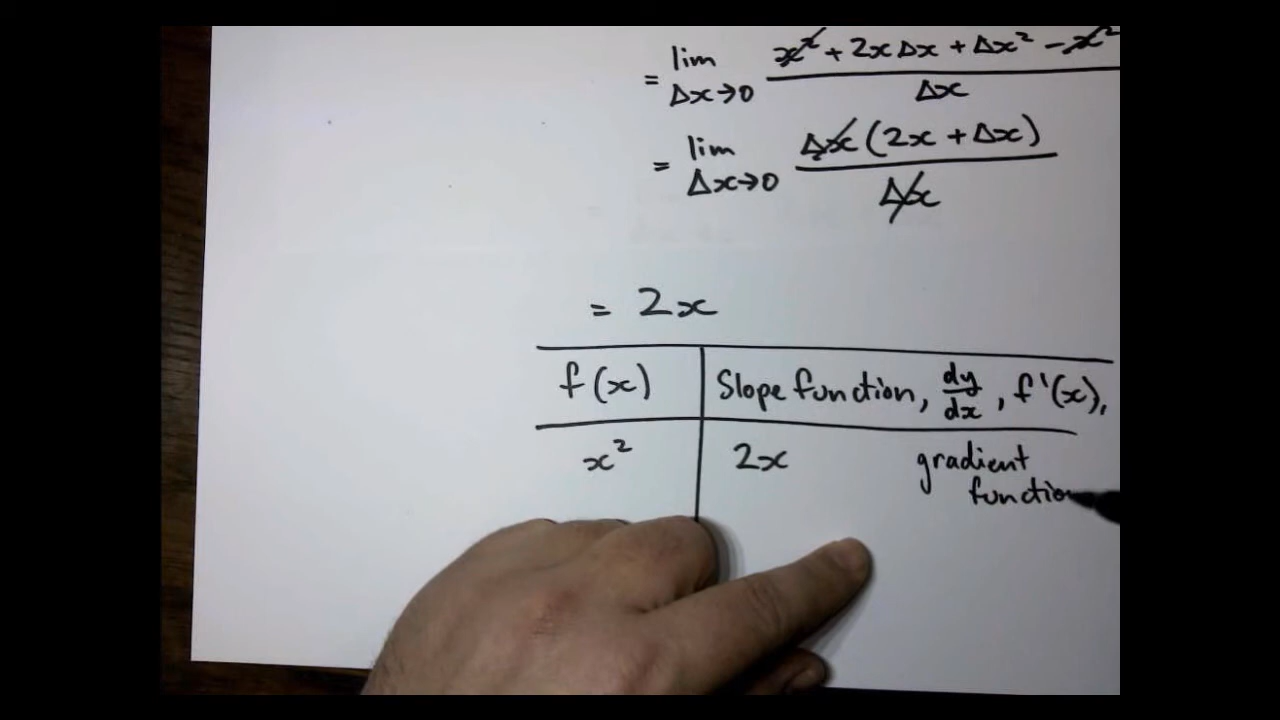 = lim Δx→0 x² + 2xΔx + Δx² − x² / Δx
= lim Δx→0 Δx(2x + Δx) / Δx
= 2x
f(x) Slope function, dy/dx, f'(x),
x² 2x gradient
function